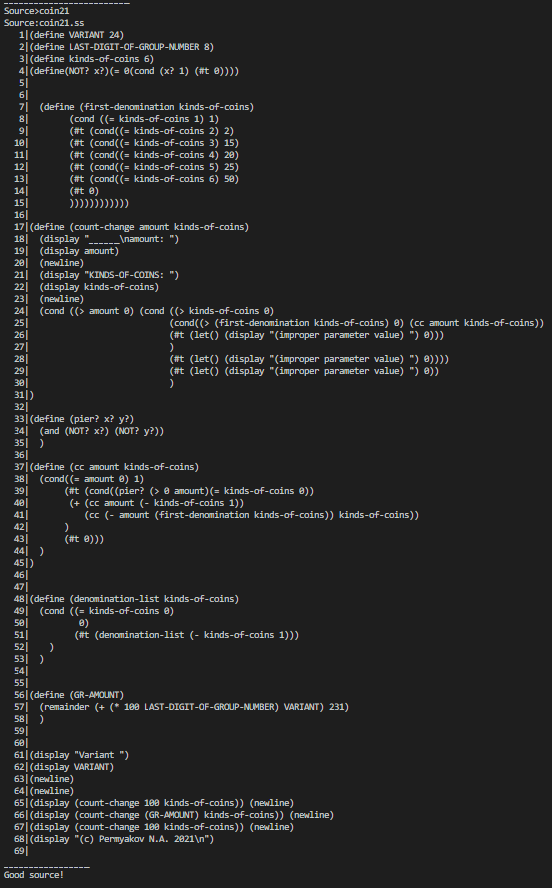 ____________________________
Source>coin21
Source:coin21.ss
1|(define VARIANT 24)
2|(define LAST-DIGIT-OF-GROUP-NUMBER 8)
3|(define kinds-of-coins 6)
4|(define(NOT? x?)(= 0(cond (x? 1) (#t 0))))
5|
6|
7|  (define (first-denomination kinds-of-coins)
8|        (cond ((= kinds-of-coins 1) 1)
9|        (#t (cond((= kinds-of-coins 2) 2)
10|        (#t (cond((= kinds-of-coins 3) 15)
11|        (#t (cond((= kinds-of-coins 4) 20)
12|        (#t (cond((= kinds-of-coins 5) 25)
13|        (#t (cond((= kinds-of-coins 6) 50)
14|        (#t 0)
15|        ))))))))))))
16|
17|(define (count-change amount kinds-of-coins)
18|  (display "______\namount: ")
19|  (display amount)
20|  (newline)
21|  (display "KINDS-OF-COINS: ")
22|  (display kinds-of-coins)
23|  (newline)
24|  (cond ((> amount 0) (cond ((> kinds-of-coins 0)
25|                            (cond((> (first-denomination kinds-of-coins) 0) (cc amount kinds-of-coins))
26|                            (#t (let() (display "(improper parameter value) ") 0)))
27|                            )
28|                            (#t (let() (display "(improper parameter value) ") 0))))
29|                            (#t (let() (display "(improper parameter value) ") 0))
30|                            )
31|)
32|
33|(define (pier? x? y?)
34|  (and (NOT? x?) (NOT? y?))
35|  )
36|
37|(define (cc amount kinds-of-coins)
38|  (cond((= amount 0) 1)
39|       (#t (cond((pier? (> 0 amount)(= kinds-of-coins 0))
40|        (+ (cc amount (- kinds-of-coins 1))
41|           (cc (- amount (first-denomination kinds-of-coins)) kinds-of-coins))
42|       )
43|       (#t 0)))
44|  )
45|)
46|
47|
48|(define (denomination-list kinds-of-coins)
49|  (cond ((= kinds-of-coins 0)
50|          0)
51|         (#t (denomination-list (- kinds-of-coins 1)))
52|    )
53|  )
54|
55|
56|(define (GR-AMOUNT)
57|  (remainder (+ (* 100 LAST-DIGIT-OF-GROUP-NUMBER) VARIANT) 231)
58|  )
59|
60|
61|(display "Variant ")
62|(display VARIANT)
63|(newline)
64|(newline)
65|(display (count-change 100 kinds-of-coins)) (newline)
66|(display (count-change (GR-AMOUNT) kinds-of-coins)) (newline)
67|(display (count-change 100 kinds-of-coins)) (newline)
68|(display "(c) Permyakov N.A. 2021\n")
69|
___________________
Good source!